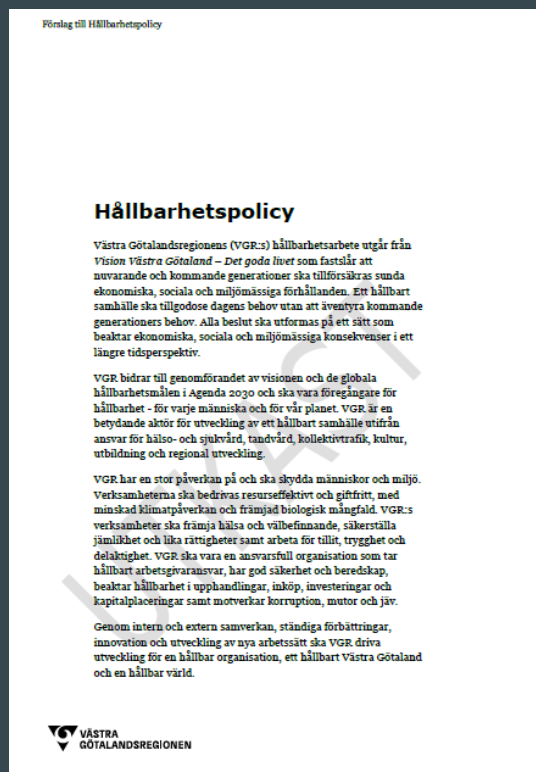 Förslag till Hållbarhetspolicy
Hållbarhetspolicy
Västra Götalandsregionens (VGR:s) hållbarhetsarbete utgår från
Vision Västra Götaland – Det goda livet som fastslår att
nuvarande och kommande generationer ska tillförsäkras sunda
ekonomiska, sociala och miljömässiga förhållanden. Ett hållbart
samhälle ska tillgodose dagens behov utan att äventyra kommande
generationers behov. Alla beslut ska utformas på ett sätt som
beaktar ekonomiska, sociala och miljömässiga konsekvenser i ett
längre tidsperspektiv.
VGR bidrar till genomförandet av visionen och de globala
hållbarhetsmålen i Agenda 2030 och ska vara föregångare för
hållbarhet - för varje människa och för vår planet. VGR är en
betydande aktör för utveckling av ett hållbart samhälle utifrån
ansvar för hälso- och sjukvård, tandvård, kollektivtrafik, kultur,
utbildning och regional utveckling.
VGR har en stor påverkan på och ska skydda människor och miljö.
Verksamheterna ska bedrivas resurseffektivt och giftfritt, med
minskad klimatpåverkan och främjad biologisk mångfald. VGR:s
verksamheter ska främja hälsa och välbefinnande, säkerställa
jämlikhet och lika rättigheter samt arbeta för tillit, trygghet och
delaktighet. VGR ska vara en ansvarsfull organisation som tar
hållbart arbetsgivaransvar, har god säkerhet och beredskap,
beaktar hållbarhet i upphandlingar, inköp, investeringar och
kapitalplaceringar samt motverkar korruption, mutor och jäv.
Genom intern och extern samverkan, ständiga förbättringar,
innovation och utveckling av nya arbetssätt ska VGR driva
utveckling för en hållbar organisation, ett hållbart Västra Götaland
och en hållbar värld.
UTKAST
VÄSTRA
GÖTALANDSREGIONEN